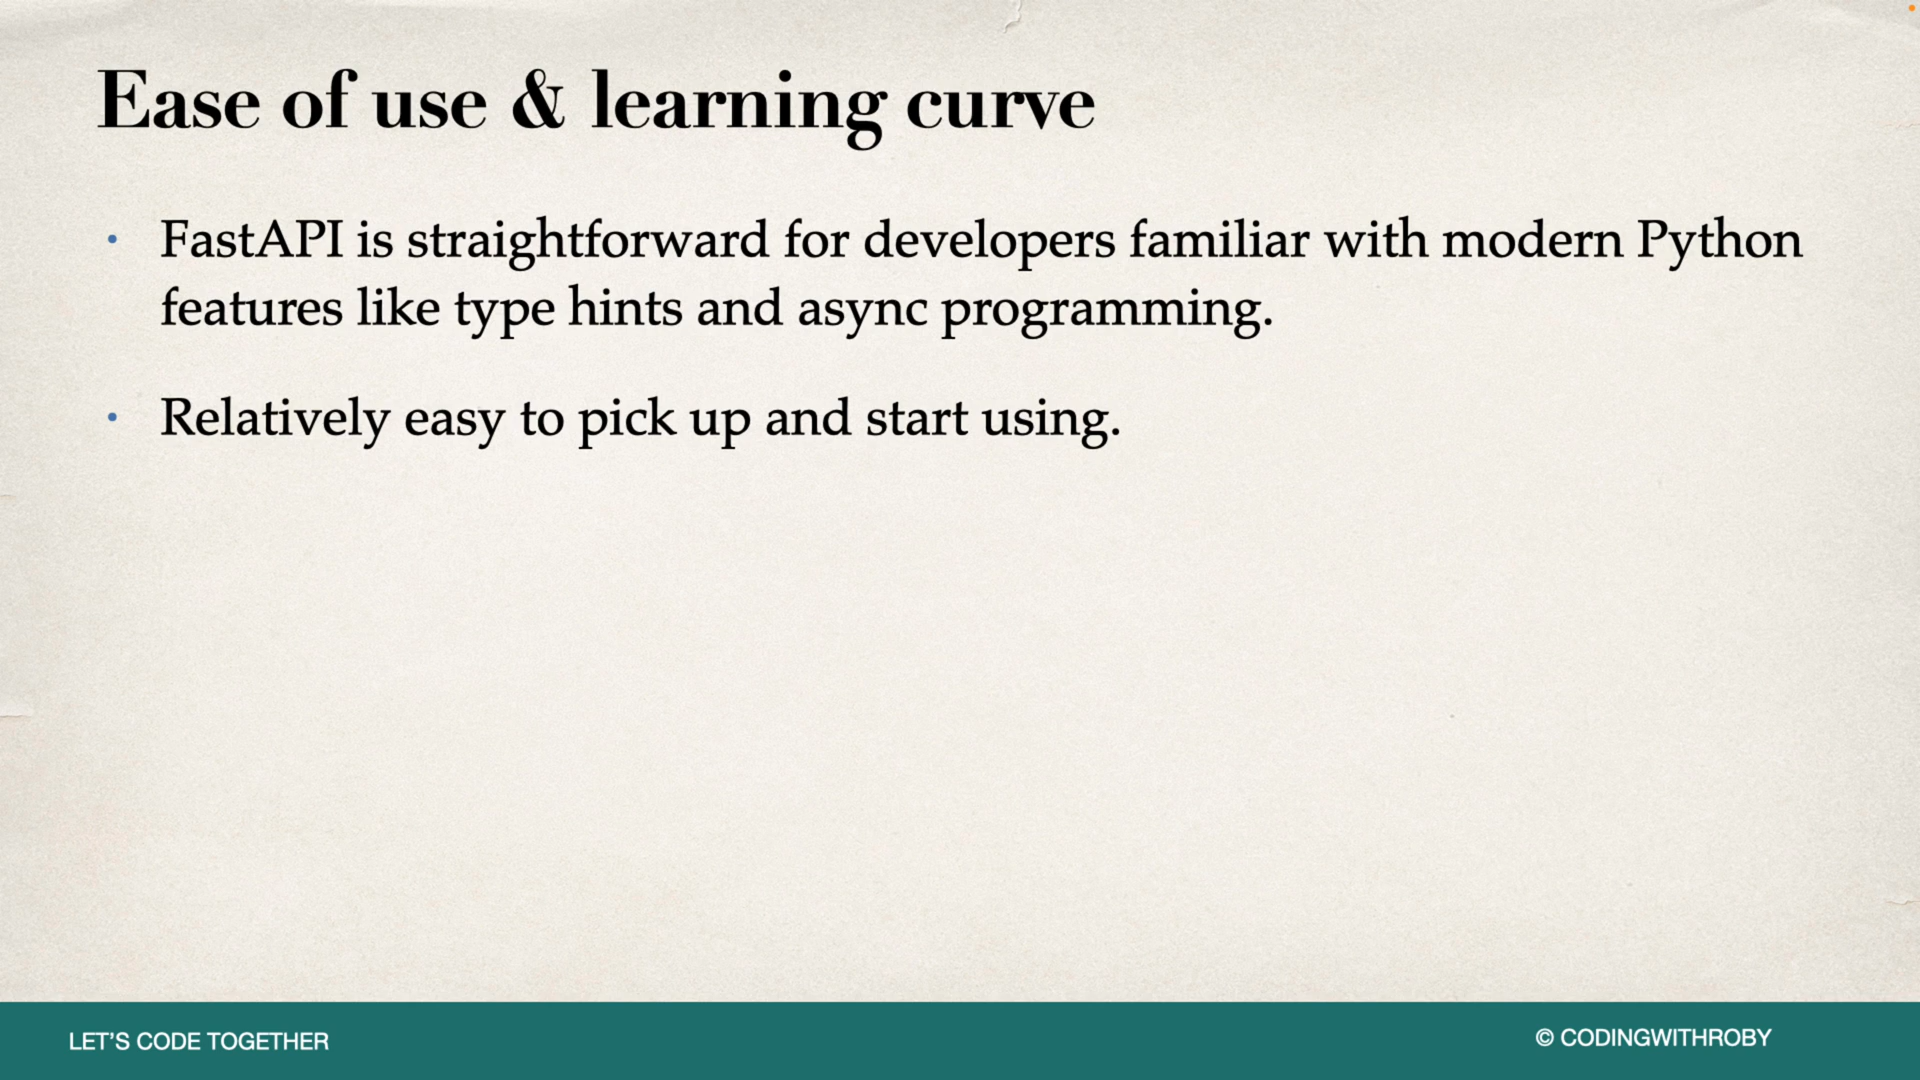 Ease of use & learning curve
• FastAPI is straightforward for developers familiar with modern Python
features like type hints and async programming.
• Relatively easy to pick up and start using.
LET’S CODE TOGETHER
© CODINGWITHROBY